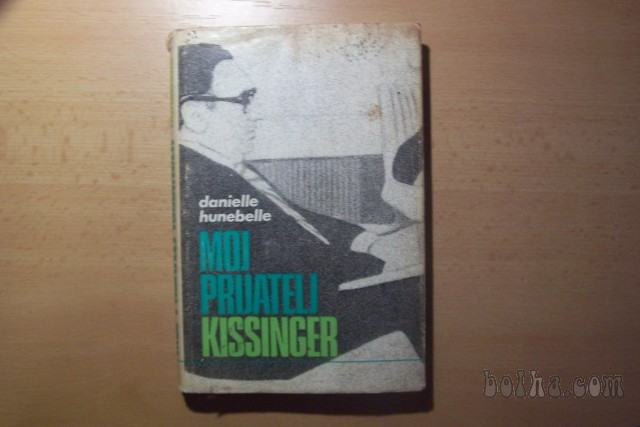 danielle
hunebelle
MOJ
PRIJATELJ
KISSINGER
bolha.com